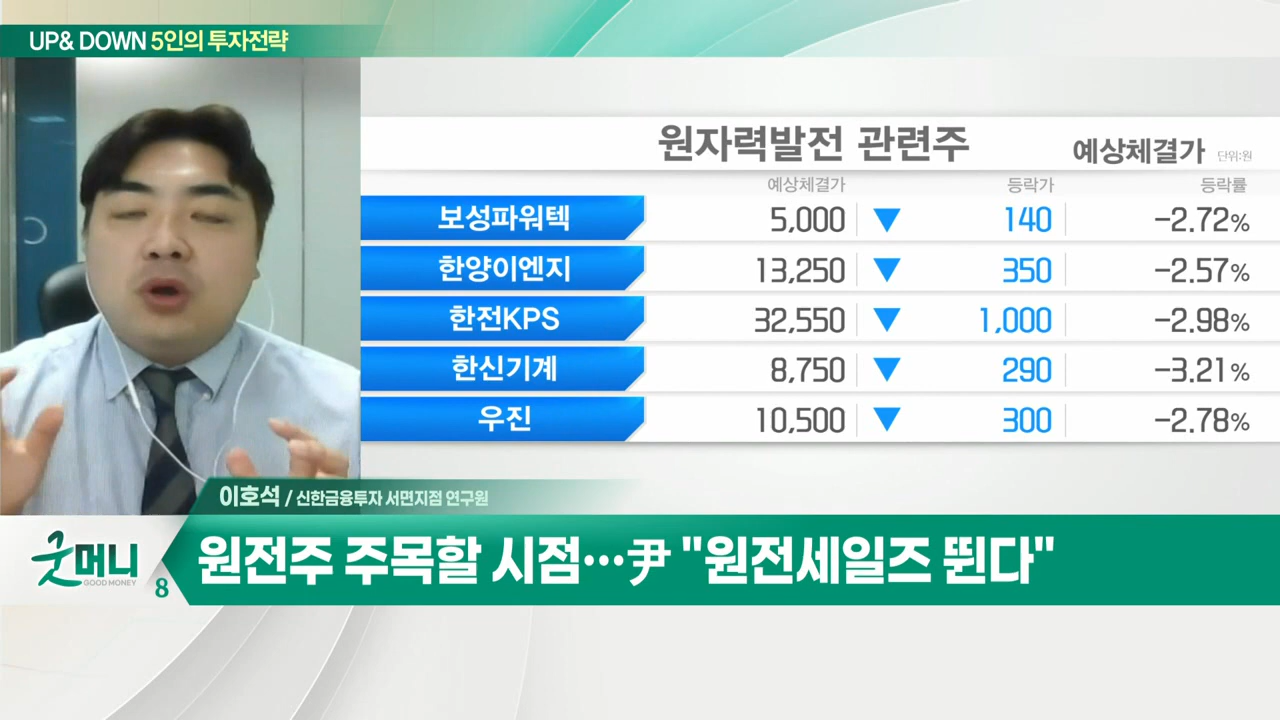 UP& DOWN 5인의 투자전략
원자력발전 관련주 예상체결가 단위:원
예상체결가 등락가 등락률
보성파워텍 5,000 ▼ 140 -2.72%
한양이엔지 13,250 ▼ 350 -2.57%
한전KPS 32,550 ▼ 1,000 -2.98%
한신기계 8,750 ▼ 290 -3.21%
우진 10,500 ▼ 300 -2.78%
이호석 / 신한금융투자 서면지점 연구원
굿머니
GOOD MONEY
8
원전주 주목할 시점…尹 "원전세일즈 뛴다"